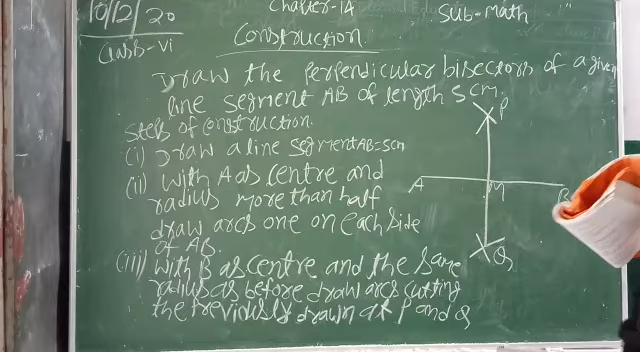 10/12/20
Chapter-14
Sub-Math
Class-VI
Construction
Draw the perpendicular bisectors of a given
line segment AB of length 5cm.
Steps of construction.
(i) Draw a line segment AB=5cm
(ii) with A as centre and
radius more than half
draw arcs one on each side
of AB.
(iii) with B as centre and the same
radius as before draw arcs cutting
the previously drawn at P and Q
P
A
M
B
Q